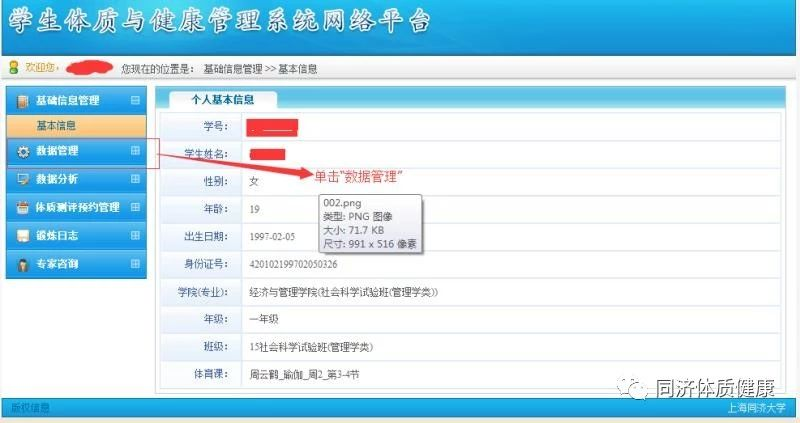 学生体质与健康管理系统网络平台
欢迎您， 您现在的位置是： 基础信息管理 >> 基本信息
基础信息管理
基本信息
数据管理
数据分析
体质测评预约管理
锻炼日志
专家咨询
个人基本信息
学号：
学生姓名：
性别： 女
年龄： 19
出生日期： 1997-02-05
身份证号： 420102199702050326
学院(专业)： 经济与管理学院(社会科学试验班(管理学类))
年级： 一年级
班级： 15社会科学试验班(管理学类)
体育课： 周云鹤_瑜伽_周2_第3-4节
单击“数据管理”
002.png
类型: PNG 图像
大小: 71.7 KB
尺寸: 991 x 516 像素
同济体质健康
版权信息 上海同济大学